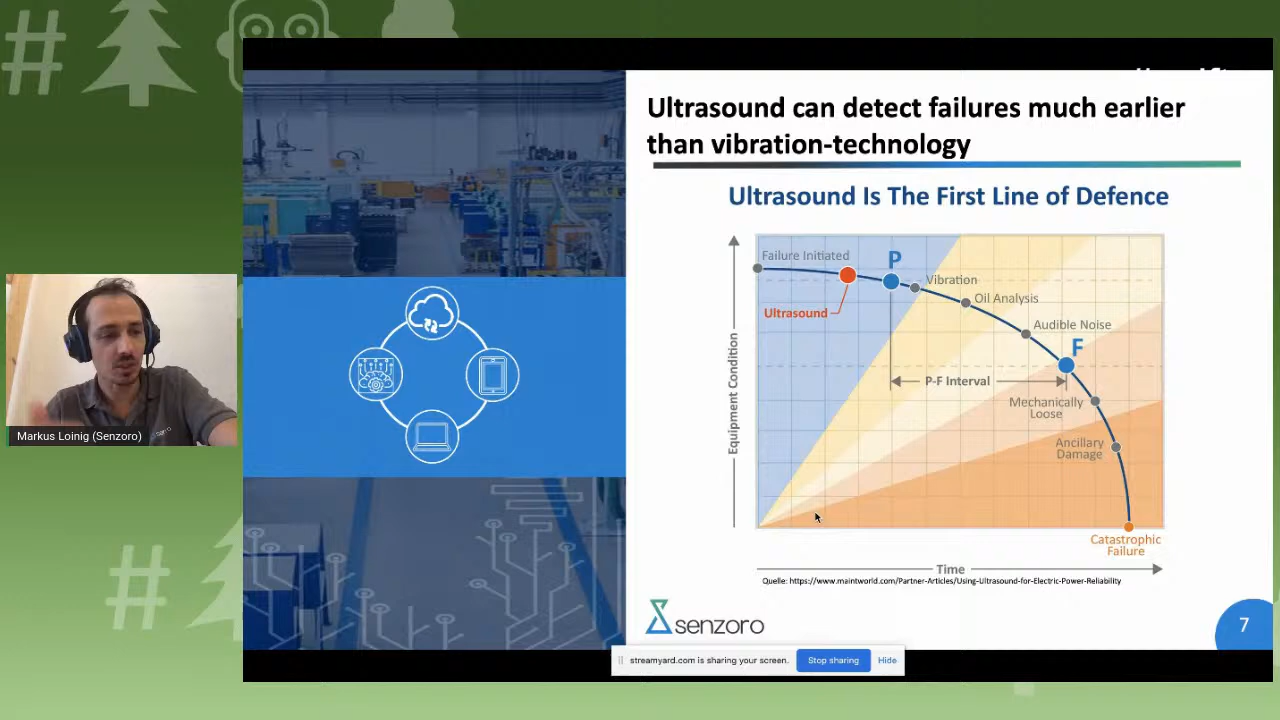 #
Ultrasound can detect failures much earlier
than vibration-technology
Ultrasound Is The First Line of Defence
Failure Initiated
P
Vibration
Ultrasound
Oil Analysis
Audible Noise
F
P-F Interval
Mechanically
Loose
Ancillary
Damage
Equipment Condition
Catastrophic
Failure
Time
Quelle: https://www.maintworld.com/Partner-Articles/Using-Ultrasound-for-Electric-Power-Reliability
senzoro
7
Markus Loinig (Senzoro)
streamyard.com is sharing your screen.
Stop sharing
Hide
#